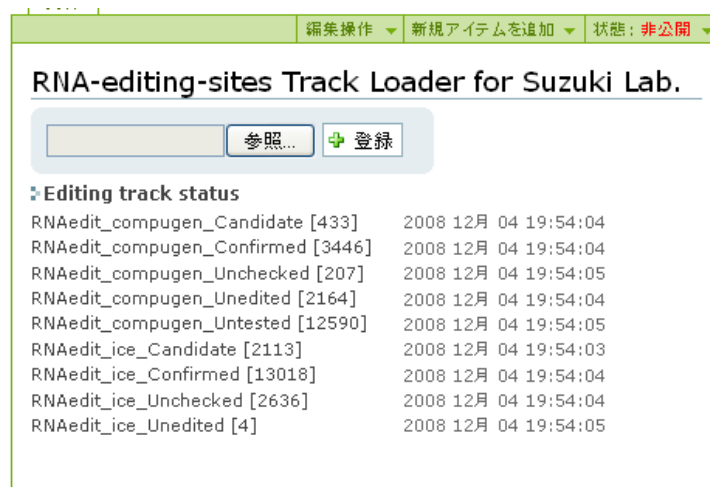 編集操作 新規アイテムを追加 状態: 非公開
RNA-editing-sites Track Loader for Suzuki Lab.
参照... 登録
Editing track status
RNAedit_compugen_Candidate [433] 2008 12月 04 19:54:04
RNAedit_compugen_Confirmed [3446] 2008 12月 04 19:54:04
RNAedit_compugen_Unchecked [207] 2008 12月 04 19:54:05
RNAedit_compugen_Unedited [2164] 2008 12月 04 19:54:04
RNAedit_compugen_Untested [12590] 2008 12月 04 19:54:05
RNAedit_ice_Candidate [2113] 2008 12月 04 19:54:03
RNAedit_ice_Confirmed [13018] 2008 12月 04 19:54:04
RNAedit_ice_Unchecked [2636] 2008 12月 04 19:54:04
RNAedit_ice_Unedited [4] 2008 12月 04 19:54:05